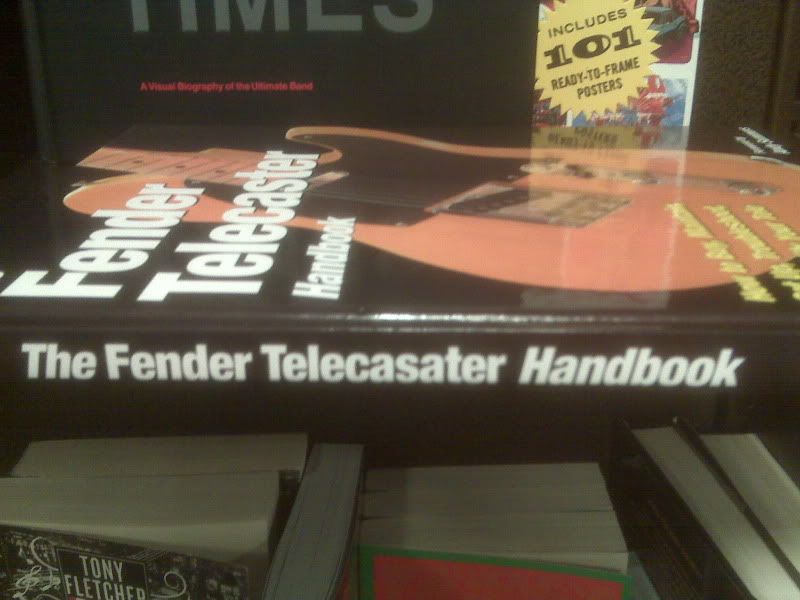 TIMES
A Visual Biography of the Ultimate Band
INCLUDES
101
READY-TO-FRAME
POSTERS
Fender
Telecaster
Handbook
The Fender Telecasater Handbook
TONY
FLETCHER